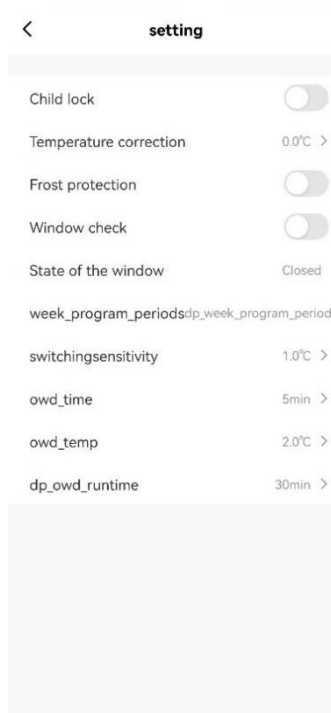 setting
Child lock
Temperature correction 0.0°C >
Frost protection
Window check
State of the window Closed
week_program_periodsdp_week_program_period
switchingsensitivity 1.0°C >
owd_time 5min >
owd_temp 2.0°C >
dp_owd_runtime 30min >